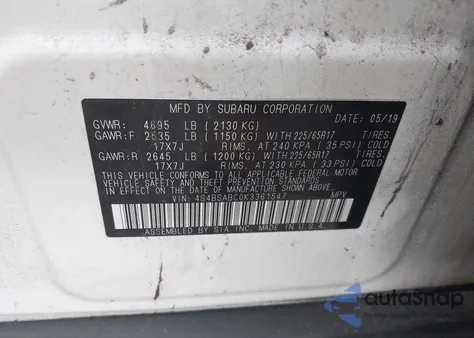 MFD BY SUBARU CORPORATION DATE: 05/19
GVWR: 4695 LB (2130 KG)
GAWR:F 2535 LB (1150 KG) WITH 225/65R17 TIRES.
17X7J RIMS. AT 240 KPA (35 PSI) COLD
GAWR:R 2645 LB (1200 KG) WITH 225/65R17 TIRES.
17X7J RIMS. AT 230 KPA (33 PSI) COLD
THIS VEHICLE CONFORMS TO ALL APPLICABLE FEDERAL MOTOR
VEHICLE SAFETY, BUMPER, AND THEFT PREVENTION STANDARDS
IN EFFECT ON THE DATE OF MANUFACTURE SHOWN ABOVE.
VIN: 4S4BSABC0K3361547 MPV
ASSEMBLED BY SIA INC. MADE IN U.S.A.
autoSnap